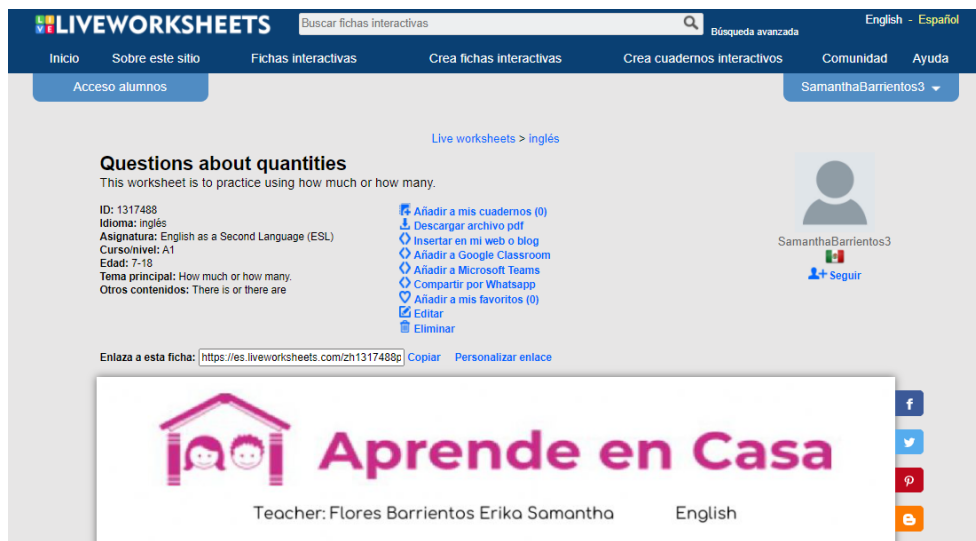 LIVE LIVEWORKSHEETS Buscar fichas interactivas Búsqueda avanzada English - Español
Inicio Sobre este sitio Fichas interactivas Crea fichas interactivas Crea cuadernos interactivos Comunidad Ayuda
Acceso alumnos SamanthaBarrientos3
Live worksheets > inglés
Questions about quantities
This worksheet is to practice using how much or how many.
ID: 1317488
Idioma: inglés
Asignatura: English as a Second Language (ESL)
Curso/nivel: A1
Edad: 7-18
Tema principal: How much or how many.
Otros contenidos: There is or there are
Añadir a mis cuadernos (0)
Descargar archivo pdf
Insertar en mi web o blog
Añadir a Google Classroom
Añadir a Microsoft Teams
Compartir por Whatsapp
Añadir a mis favoritos (0)
Editar
Eliminar
SamanthaBarrientos3
Seguir
Enlaza a esta ficha: https://es.liveworksheets.com/zh1317488p Copiar Personalizar enlace
Aprende en Casa
Teacher: Flores Barrientos Erika Samantha English